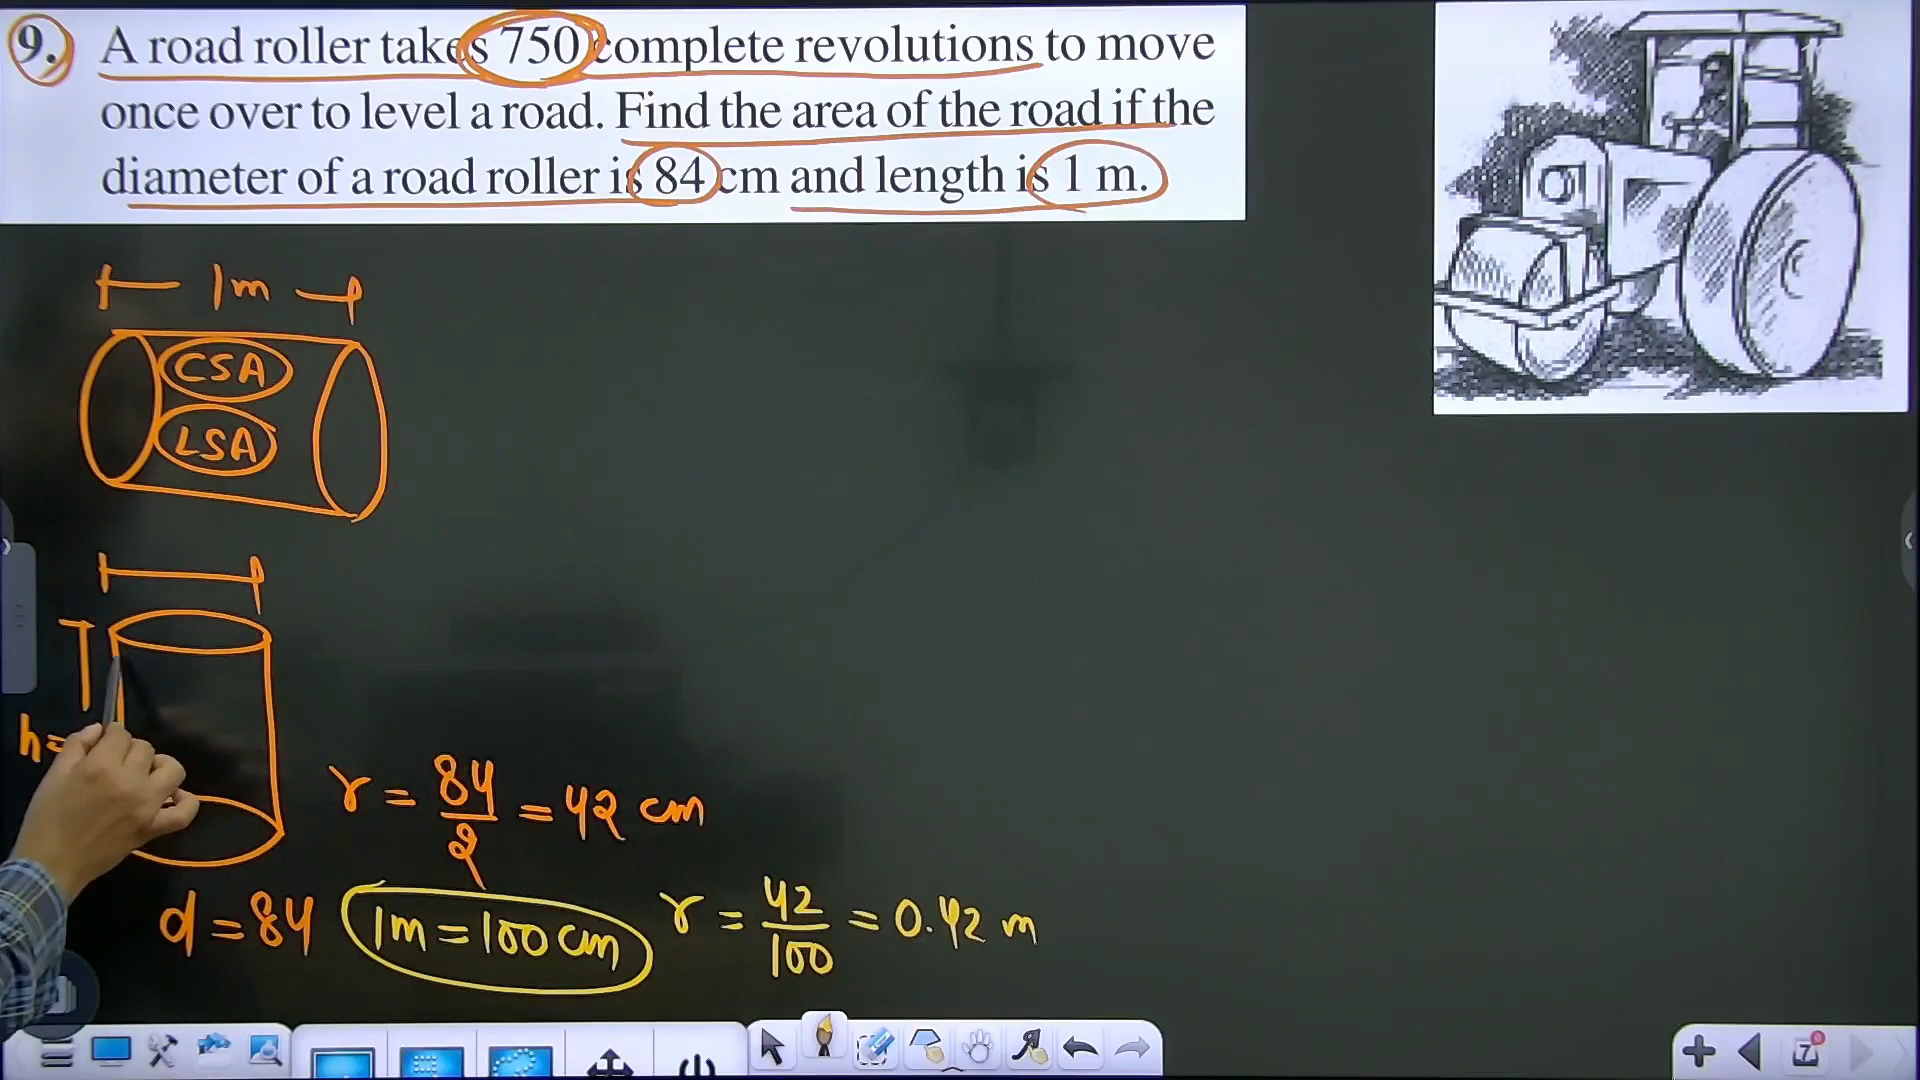 9. A road roller takes 750 complete revolutions to move
once over to level a road. Find the area of the road if the
diameter of a road roller is 84 cm and length is 1 m.
1m
CSA
LSA
h=
r = 84/2 = 42 cm
d = 84
1m = 100 cm
r = 42/100 = 0.42 m
7